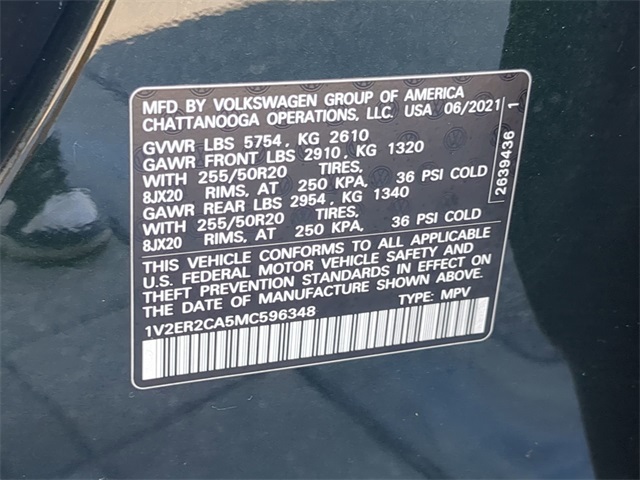 MFD BY VOLKSWAGEN GROUP OF AMERICA
CHATTANOOGA OPERATIONS, LLC. USA 06/2021
GVWR LBS 5754, KG 2610
GAWR FRONT LBS 2910, KG 1320
WITH 255/50R20 TIRES,
8JX20 RIMS, AT 250 KPA, 36 PSI COLD
GAWR REAR LBS 2954, KG 1340
WITH 255/50R20 TIRES,
8JX20 RIMS, AT 250 KPA, 36 PSI COLD
THIS VEHICLE CONFORMS TO ALL APPLICABLE
U.S. FEDERAL MOTOR VEHICLE SAFETY AND
THEFT PREVENTION STANDARDS IN EFFECT ON
THE DATE OF MANUFACTURE SHOWN ABOVE.
1V2ER2CA5MC596348 TYPE: MPV
2639436 1